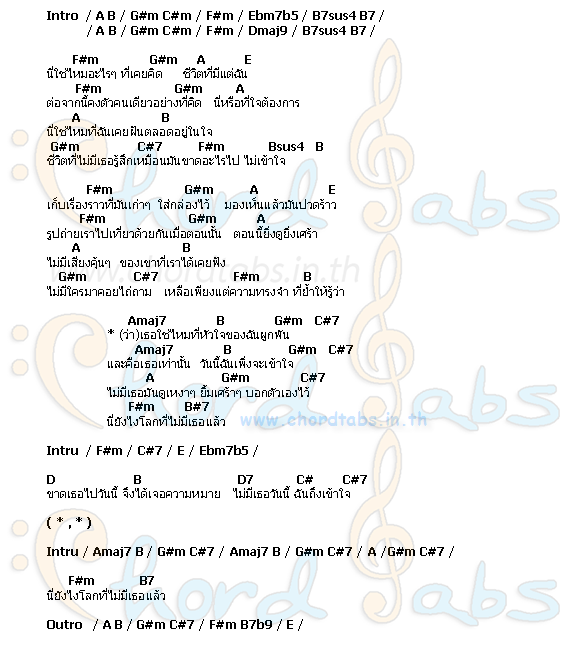 Intro / A B / G#m C#m / F#m / Ebm7b5 / B7sus4 B7 /
/ A B / G#m C#m / F#m / Dmaj9 / B7sus4 B7 /
F#m G#m A E
นี่ใช่ไหมอะไรๆ ที่เคยคิด ชีวิตที่มีแต่ฉัน
F#m G#m A
ต่อจากนี้คงตัวคนเดียวอย่างที่คิด นี่หรือที่ใจต้องการ
A B
นี่ใช่ไหมที่ฉันเคยฝันตลอดอยู่ในใจ
G#m C#7 F#m Bsus4 B
ชีวิตที่ไม่มีเธอรู้สึกเหมือนมันขาดอะไรไป ไม่เข้าใจ
F#m G#m A E
เก็บเรื่องราวที่มันเก่าๆ ใส่กล่องไว้ มองเห็นแล้วมันปวดร้าว
F#m G#m A
รูปถ่ายเราไปเที่ยวด้วยกันเมื่อตอนนั้น ตอนนี้ยิ่งดูยิ่งเศร้า
A B
ไม่มีเสียงคุ้นๆ ของเขาที่เราได้เคยฟัง
G#m C#7 F#m B
ไม่มีใครมาคอยไถ่ถาม เหลือเพียงแต่ความทรงจำ ที่ย้ำให้รู้ว่า
Amaj7 B G#m C#7
* (ว่า)เธอใช่ไหมที่หัวใจของฉันผูกพัน
Amaj7 B G#m C#7
และคือเธอเท่านั้น วันนี้ฉันเพิ่งจะเข้าใจ
A G#m C#7
ไม่มีเธอมันดูเหงาๆ ยิ้มเศร้าๆ บอกตัวเองไว้
F#m B#7
นี่ยังไงโลกที่ไม่มีเธอแล้ว
www.chordtabs.in.th
Intru / F#m / C#7 / E / Ebm7b5 /
D B D7 C# C#7
ขาดเธอไปวันนี้ จึงได้เจอความหมาย ไม่มีเธอวันนี้ ฉันถึงเข้าใจ
( * , * )
Intru / Amaj7 B / G#m C#7 / Amaj7 B / G#m C#7 / A /G#m C#7 /
F#m B7
นี่ยังไงโลกที่ไม่มีเธอแล้ว
Outro / A B / G#m C#7 / F#m B7b9 / E /